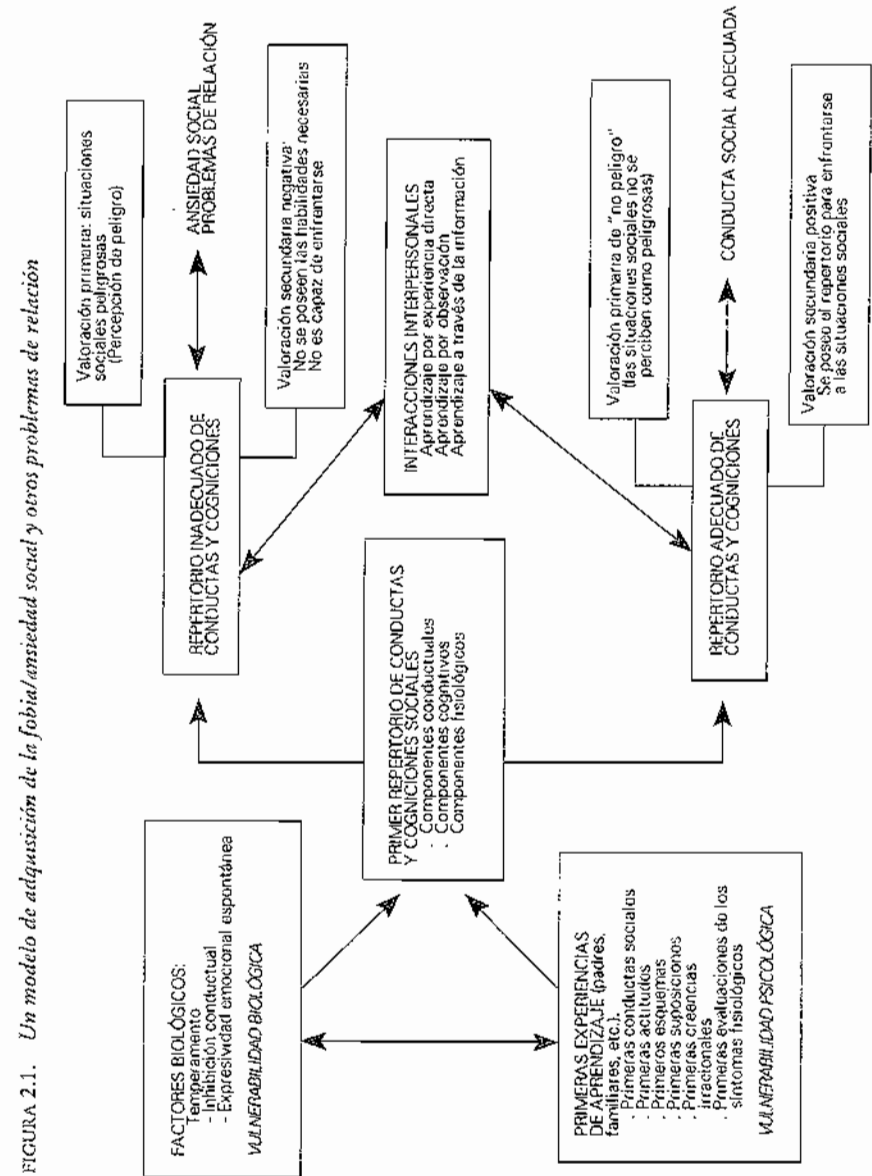 FIGURA 2.1. Un modelo de adquisición de la fobia/ansiedad social y otros problemas de relación
FACTORES BIOLÓGICOS:
Temperamento
- Inhibición conductual
- Expresividad emocional espontánea
VULNERABILIDAD BIOLÓGICA
PRIMERAS EXPERIENCIAS
DE APRENDIZAJE (padres,
familiares, etc.).
- Primeras conductas sociales
- Primeras actitudes
- Primeros esquemas
- Primeras suposiciones
- Primeras creencias
irracionales
- Primeras evaluaciones de los
síntomas fisiológicos
VULNERABILIDAD PSICOLÓGICA
PRIMER REPERTORIO DE CONDUCTAS
Y COGNICIONES SOCIALES
- Componentes conductuales
- Componentes cognitivos
- Componentes fisiológicos
REPERTORIO INADECUADO DE
CONDUCTAS Y COGNICIONES
Valoración primaria: situaciones
sociales peligrosas
(Percepción de peligro)
ANSIEDAD SOCIAL
PROBLEMAS DE RELACIÓN
Valoración secundaria negativa:
No se poseen las habilidades necesarias
No es capaz de enfrentarse
INTERACCIONES INTERPERSONALES
Aprendizaje por experiencia directa
Aprendizaje por observación
Aprendizaje a través de la información
REPERTORIO ADECUADO DE
CONDUCTAS Y COGNICIONES
Valoración primaria de "no peligro"
(las situaciones sociales no se
perciben como peligrosas)
CONDUCTA SOCIAL ADECUADA
Valoración secundaria positiva
Se posee el repertorio para enfrentarse
a las situaciones sociales